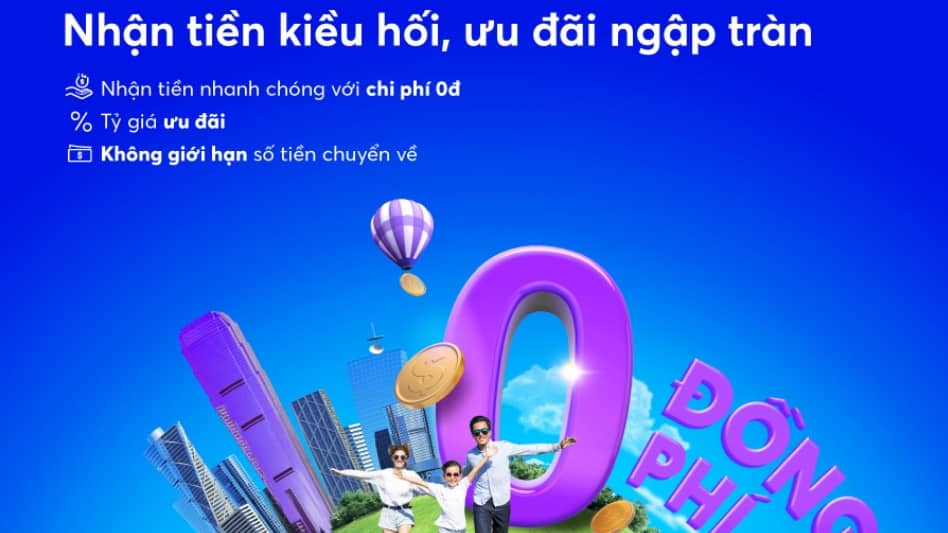 Nhận tiền kiều hối, ưu đãi ngập tràn
Nhận tiền nhanh chóng với chi phí 0đ
% Tỷ giá ưu đãi
Không giới hạn số tiền chuyển về
0
ĐỒNG
PHÍ